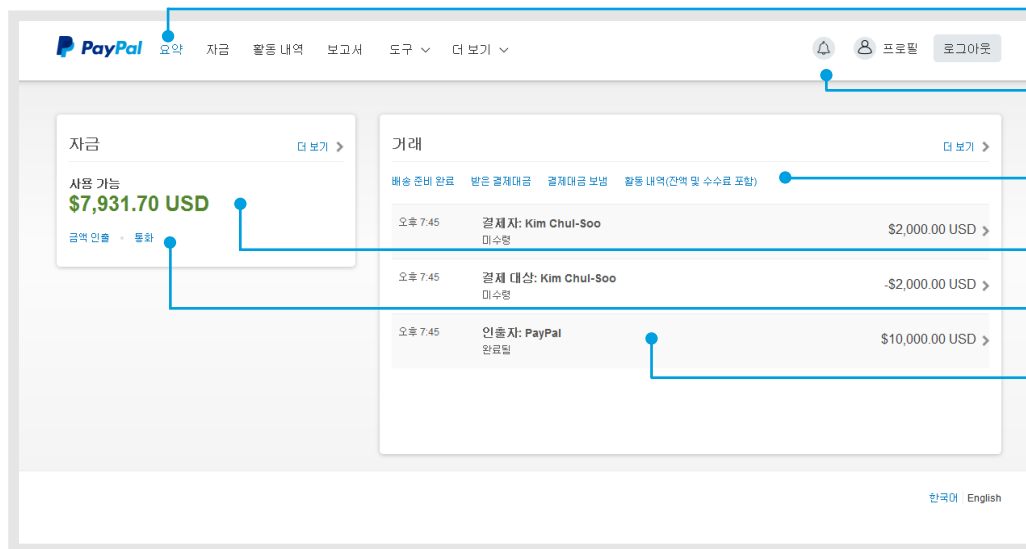 PayPal 요약 자금 활동 내역 보고서 도구 더 보기 프로필 로그아웃
자금 더 보기
사용 가능
$7,931.70 USD
금액 인출 통화
거래 더 보기
배송 준비 완료 받은 결제대금 결제대금 보냄 활동 내역(잔액 및 수수료 포함)
오후 7:45 결제자: Kim Chul-Soo $2,000.00 USD
미수령
오후 7:45 결제 대상: Kim Chul-Soo -$2,000.00 USD
미수령
오후 7:45 인출자: PayPal $10,000.00 USD
완료됨
한국어 English